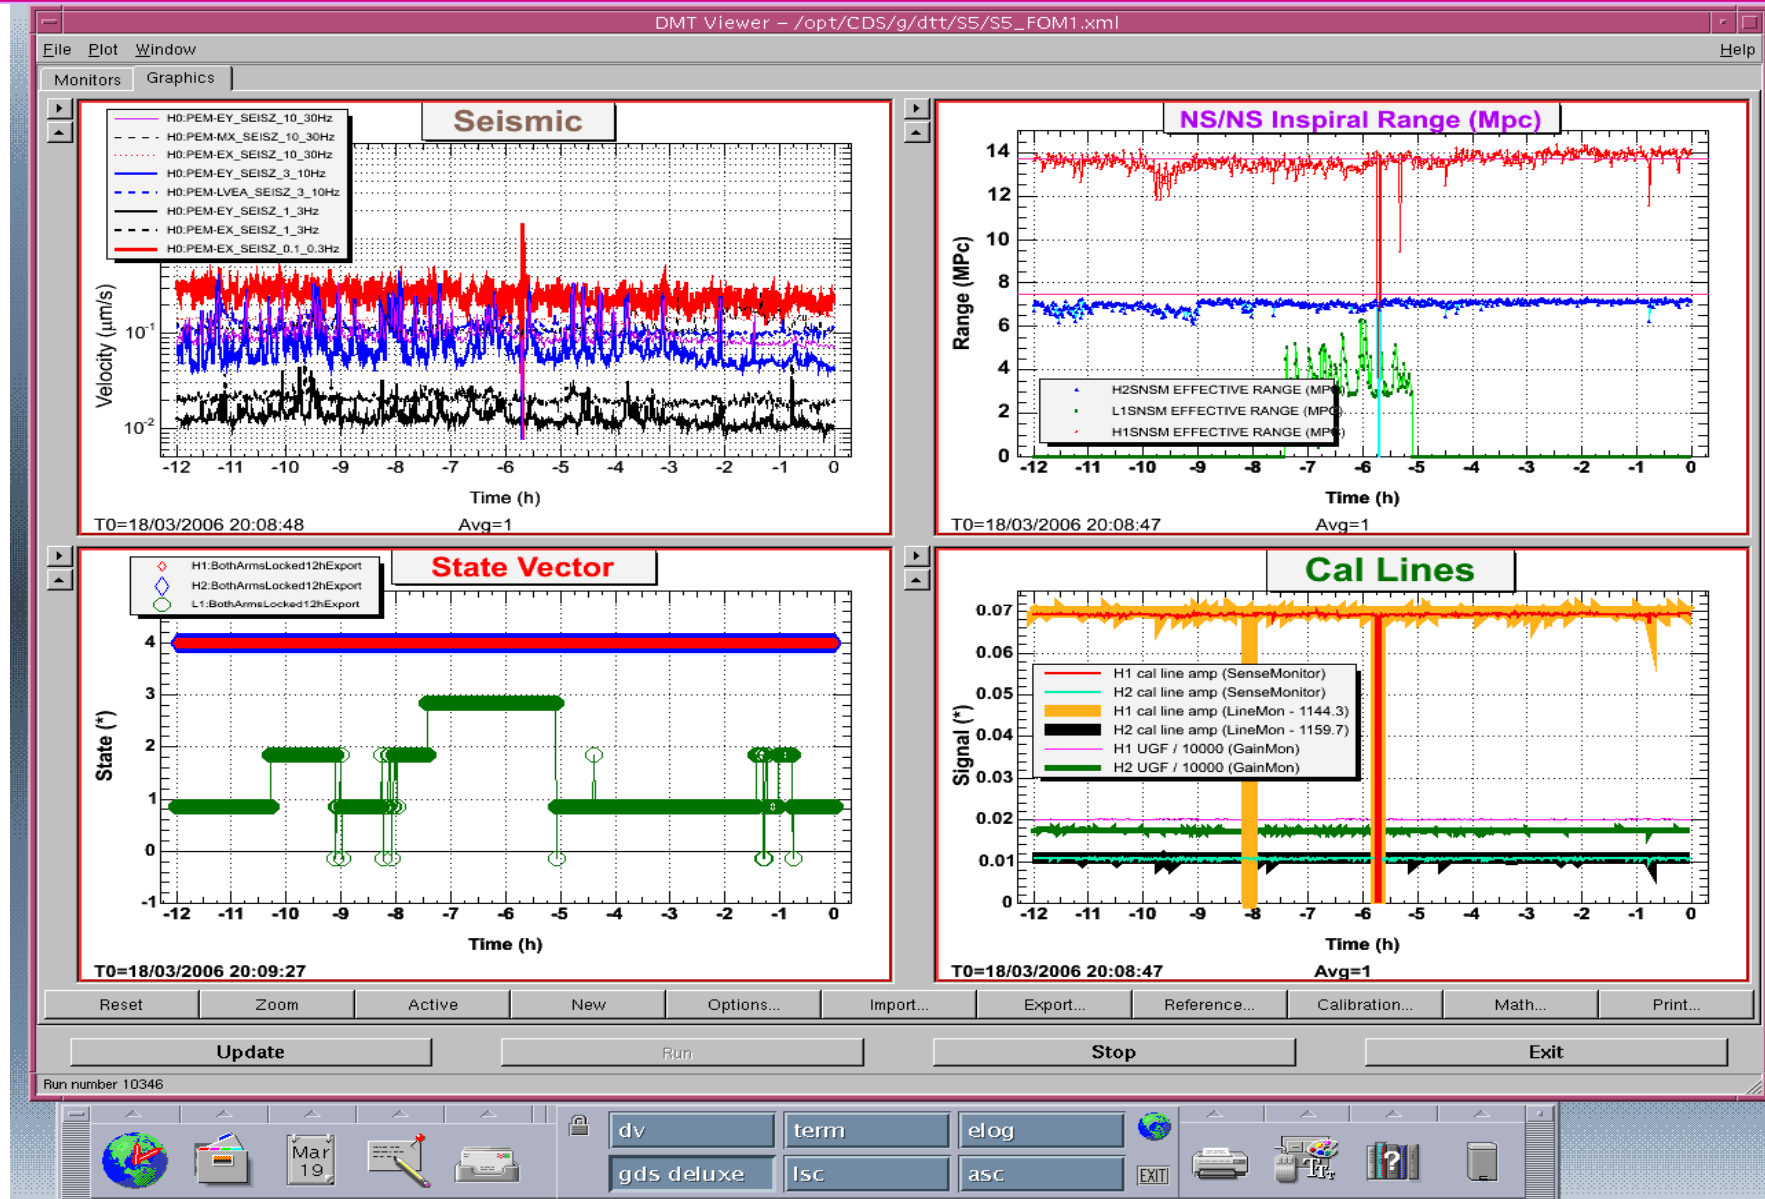 DMT Viewer – /opt/CDS/g/dtt/S5/S5_FOM1.xml
File Plot Window Help
Monitors Graphics
Seismic
H0:PEM-EY_SEISZ_10_30Hz
H0:PEM-MX_SEISZ_10_30Hz
H0:PEM-EX_SEISZ_10_30Hz
H0:PEM-EY_SEISZ_3_10Hz
H0:PEM-LVEA_SEISZ_3_10Hz
H0:PEM-EY_SEISZ_1_3Hz
H0:PEM-EX_SEISZ_1_3Hz
H0:PEM-EX_SEISZ_0.1_0.3Hz
Velocity (μm/s)
10-1
10-2
-12 -11 -10 -9 -8 -7 -6 -5 -4 -3 -2 -1 0
Time (h)
T0=18/03/2006 20:08:48 Avg=1
NS/NS Inspiral Range (Mpc)
Range (MPc)
14
12
10
8
6
4
2
0
H2SNSM EFFECTIVE RANGE (MPC)
L1SNSM EFFECTIVE RANGE (MPC)
H1SNSM EFFECTIVE RANGE (MPC)
-12 -11 -10 -9 -8 -7 -6 -5 -4 -3 -2 -1 0
Time (h)
T0=18/03/2006 20:08:47 Avg=1
State Vector
H1:BothArmsLocked12hExport
H2:BothArmsLocked12hExport
L1:BothArmsLocked12hExport
State (*)
4
3
2
1
0
-1
-12 -11 -10 -9 -8 -7 -6 -5 -4 -3 -2 -1 0
Time (h)
T0=18/03/2006 20:09:27
Cal Lines
Signal (*)
0.07
0.06
0.05
0.04
0.03
0.02
0.01
0
H1 cal line amp (SenseMonitor)
H2 cal line amp (SenseMonitor)
H1 cal line amp (LineMon - 1144.3)
H2 cal line amp (LineMon - 1159.7)
H1 UGF / 10000 (GainMon)
H2 UGF / 10000 (GainMon)
-12 -11 -10 -9 -8 -7 -6 -5 -4 -3 -2 -1 0
Time (h)
T0=18/03/2006 20:08:47 Avg=1
Reset Zoom Active New Options... Import... Export... Reference... Calibration... Math... Print...
Update Run Stop Exit
Run number 10346
Mar
19
dv term elog
gds deluxe lsc asc
EXIT
?